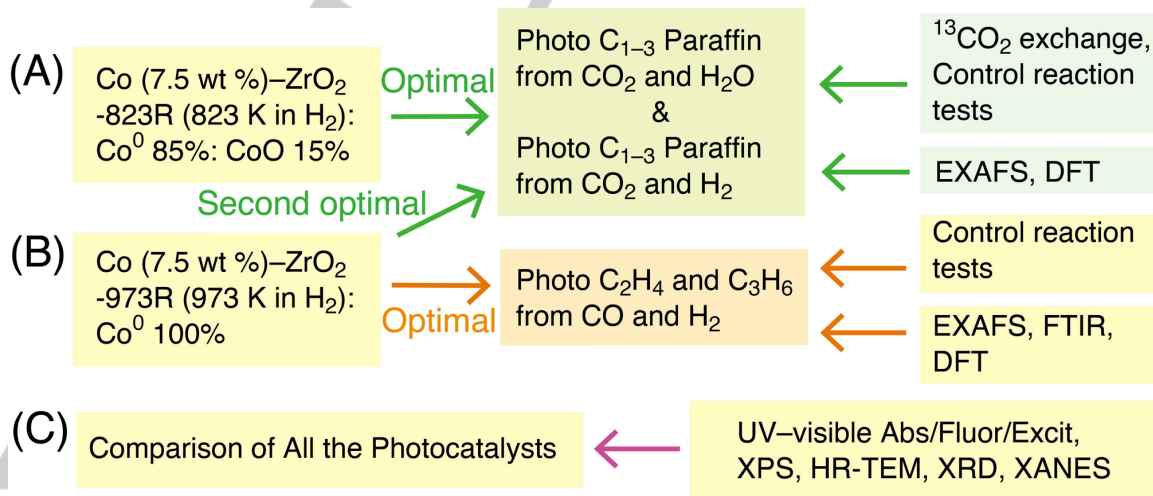 (A)
Co (7.5 wt %)–ZrO₂
-823R (823 K in H₂):
Co⁰ 85%: CoO 15%
Optimal
Second optimal
Photo C₁₋₃ Paraffin
from CO₂ and H₂O
&
Photo C₁₋₃ Paraffin
from CO₂ and H₂
¹³CO₂ exchange,
Control reaction
tests
EXAFS, DFT
(B)
Co (7.5 wt %)–ZrO₂
-973R (973 K in H₂):
Co⁰ 100%
Optimal
Photo C₂H₄ and C₃H₆
from CO and H₂
Control reaction
tests
EXAFS, FTIR,
DFT
(C)
Comparison of All the Photocatalysts
UV–visible Abs/Fluor/Excit,
XPS, HR-TEM, XRD, XANES